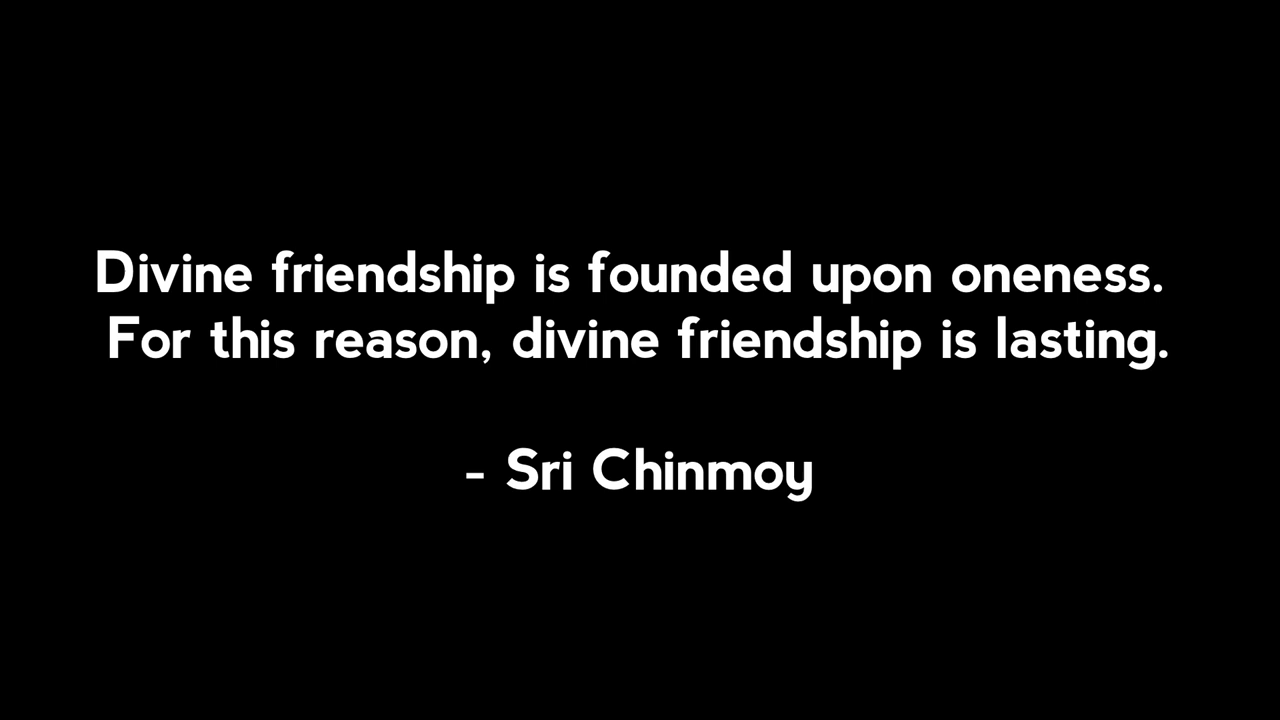 Divine friendship is founded upon oneness.
For this reason, divine friendship is lasting.
- Sri Chinmoy